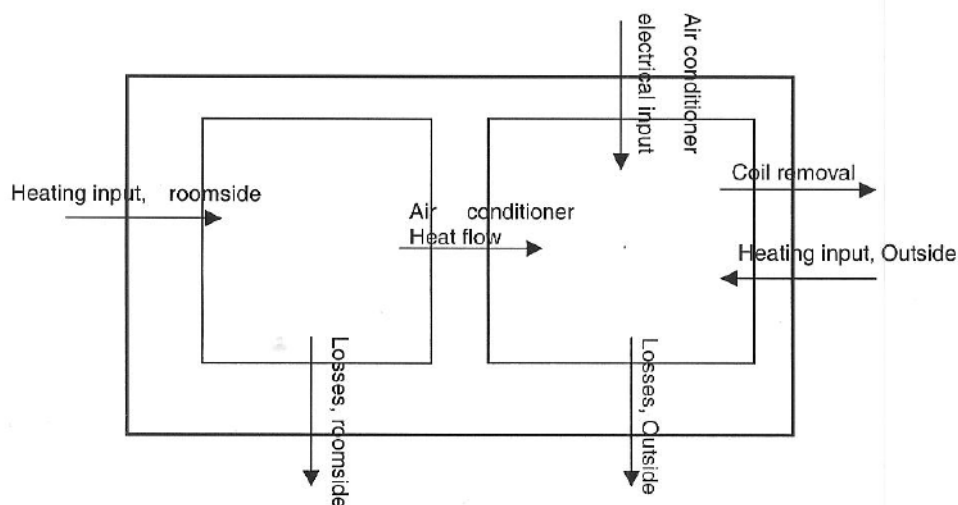 Air conditioner
electrical input
Coil removal
Heating input, roomside
Air conditioner
Heat flow
Heating input, Outside
Losses, roomside
Losses, Outside